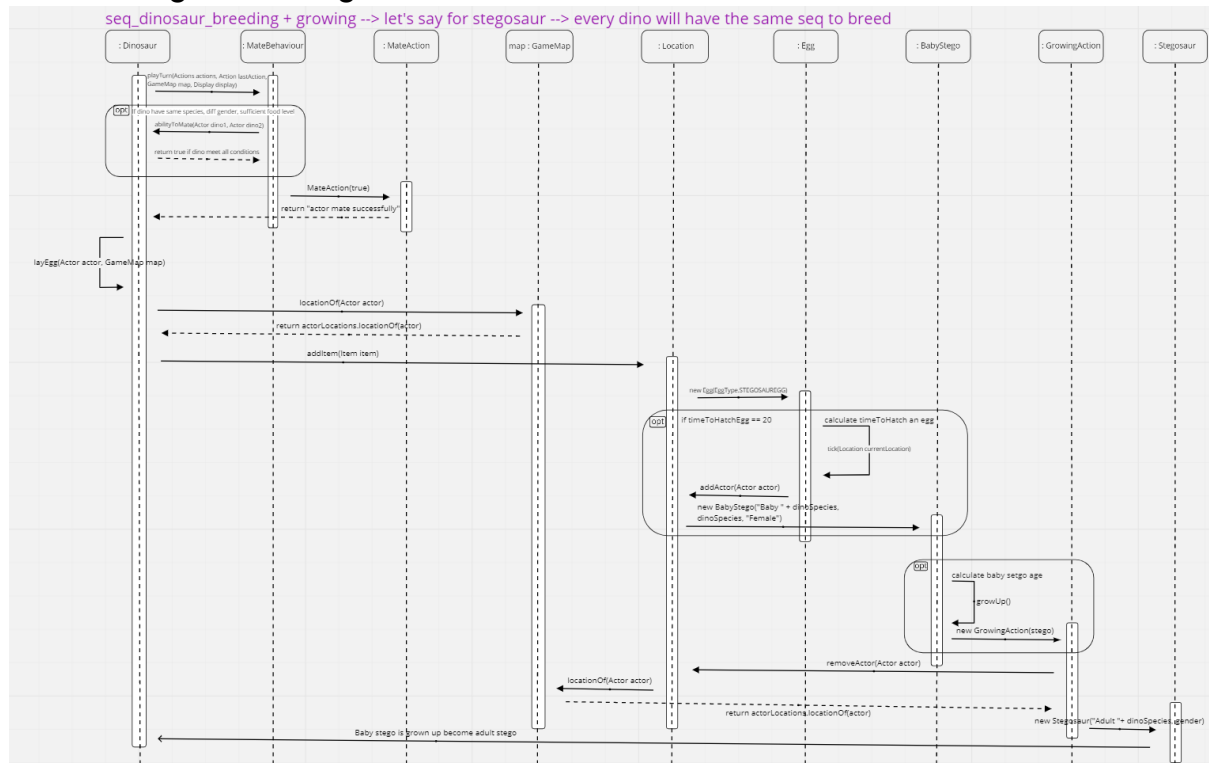 seq_dinosaur_breeding + growing --> let's say for stegosaur --> every dino will have the same seq to breed
: Dinosaur
: MateBehaviour
: MateAction
map : GameMap
: Location
: Egg
: BabyStego
: GrowingAction
: Stegosaur
playTurn(Actions actions, Action lastAction,
GameMap map, Display display)
opt
If dino have same species, diff gender, sufficient food level
abilityToMate(Actor dino1, Actor dino2)
return true if dino meet all conditions
MateAction(true)
return "actor mate successfully"
layEgg(Actor actor, GameMap map)
locationOf(Actor actor)
return actorLocations.locationOf(actor)
addItem(Item item)
new Egg(EggType.STEGOSAUREGG)
opt
if timeToHatchEgg == 20
calculate timeToHatch an egg
tick(Location currentLocation)
addActor(Actor actor)
new BabyStego("Baby " + dinoSpecies,
dinoSpecies, "Female")
opt
calculate baby setgo age
growUp()
new GrowingAction(stego)
removeActor(Actor actor)
locationOf(Actor actor)
return actorLocations.locationOf(actor)
new Stegosaur("Adult "+ dinoSpecies, gender)
Baby stego is grown up become adult stego